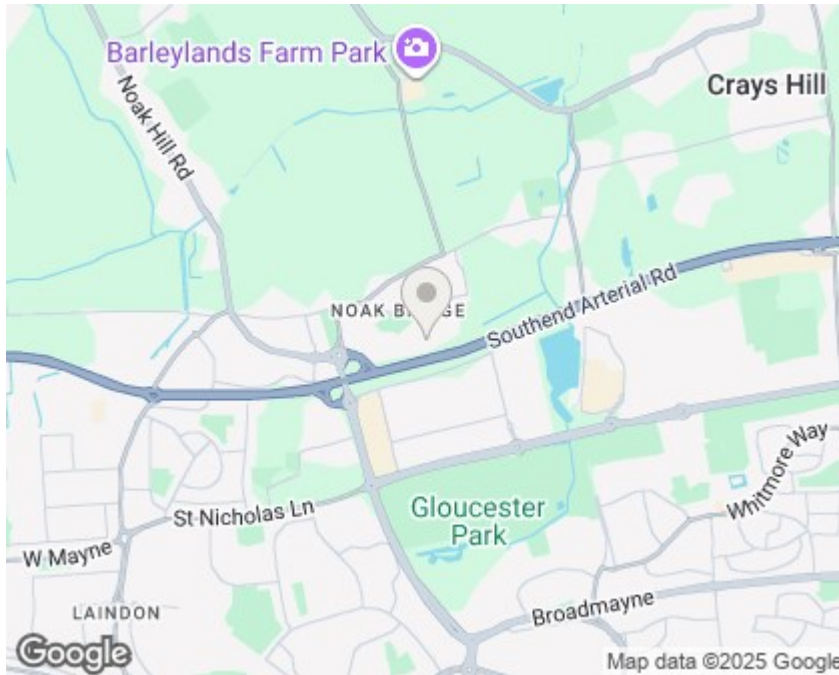 Barleylands Farm Park
Crays Hill
Noak Hill Rd
NOAK B GE
Southend Arterial Rd
Whitmore Way
St Nicholas Ln
Gloucester
Park
W Mayne
Broadmayne
LAINDON
Google
Map data ©2025 Google